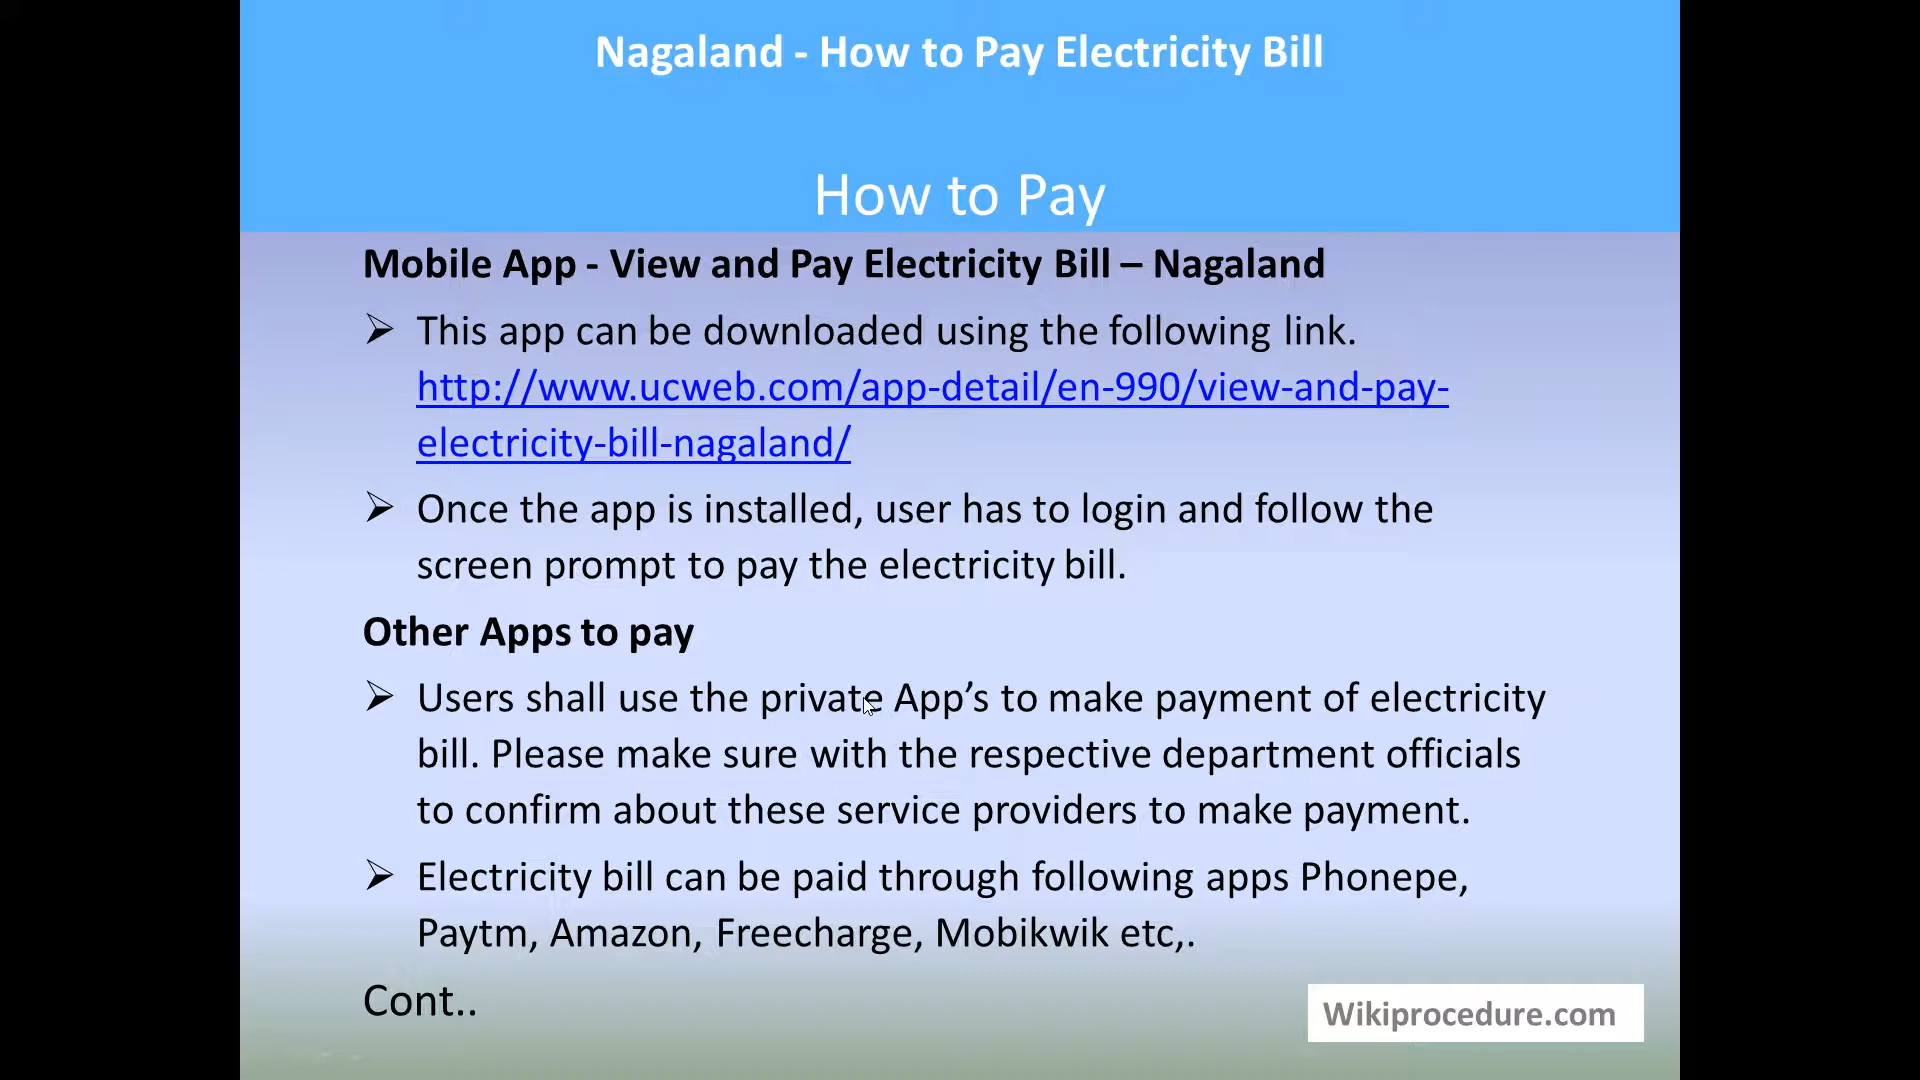 Nagaland - How to Pay Electricity Bill
How to Pay
Mobile App - View and Pay Electricity Bill – Nagaland
➢ This app can be downloaded using the following link.
http://www.ucweb.com/app-detail/en-990/view-and-pay-
electricity-bill-nagaland/
➢ Once the app is installed, user has to login and follow the
screen prompt to pay the electricity bill.
Other Apps to pay
➢ Users shall use the private App’s to make payment of electricity
bill. Please make sure with the respective department officials
to confirm about these service providers to make payment.
➢ Electricity bill can be paid through following apps Phonepe,
Paytm, Amazon, Freecharge, Mobikwik etc,.
Cont..
Wikiprocedure.com